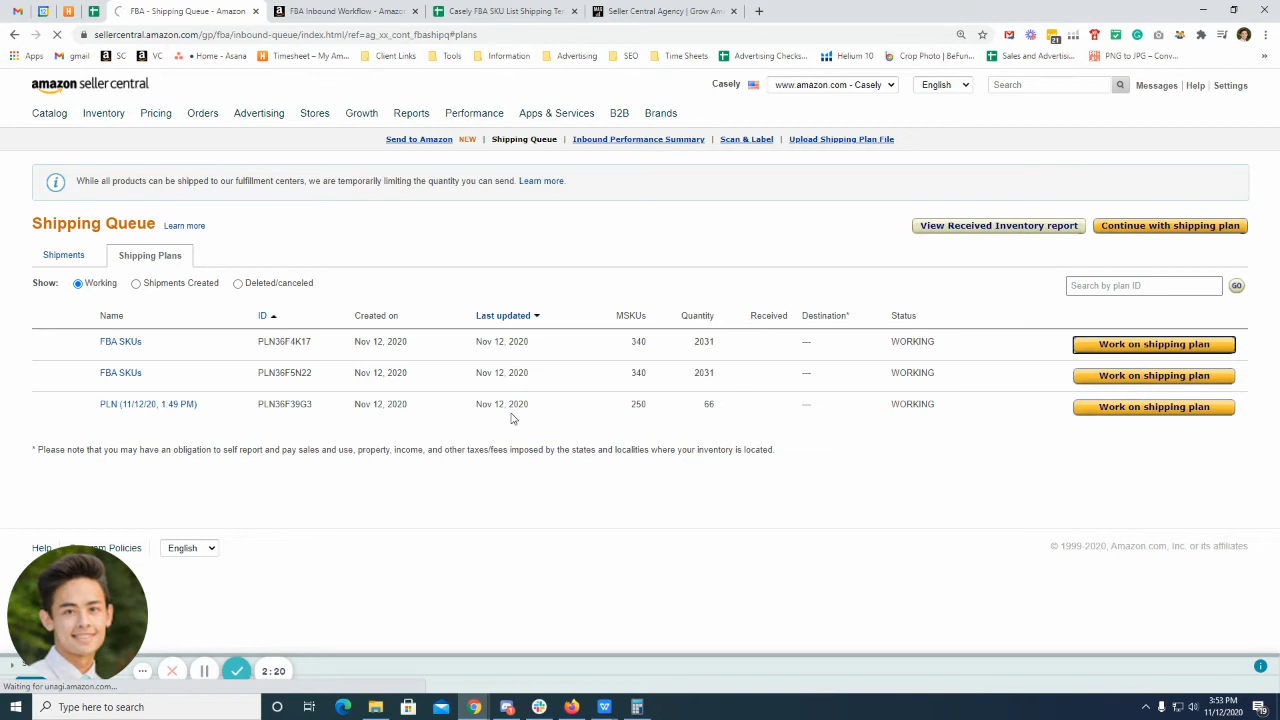 FBA - Shipping Queue - Amazon
FBA Inbound Workflow - Amazo
Casely FBA SU List Shipping Ter
Seller Central Agency | Grow Am
sellercentral.amazon.com/gp/fba/inbound-queue/index.html/ref=ag_xx_cont_fbashipq#plans
21
Apps gmail SC VC + Home - Asana Timesheet — My Am... Client Links Tools Information Advertising SEO Time Sheets Advertising Checks Helium 10 Crop Photo | BeFun... Sales and Advertisi... PNG to JPG – Conv... »
amazon seller central
Casely www.amazon.com - Casely English Search Messages | Help | Settings
Catalog Inventory Pricing Orders Advertising Stores Growth Reports Performance Apps & Services B2B Brands
Send to Amazon NEW | Shipping Queue | Inbound Performance Summary | Scan & Label | Upload Shipping Plan File
While all products can be shipped to our fulfillment centers, we are temporarily limiting the quantity you can send. Learn more.
Shipping Queue Learn more View Received Inventory report Continue with shipping plan
Shipments Shipping Plans
Show: Working Shipments Created Deleted/canceled Search by plan ID GO
Name ID Created on Last updated MSKUs Quantity Received Destination* Status
FBA SKUs PLN36F4K17 Nov 12, 2020 Nov 12, 2020 340 2031 --- WORKING Work on shipping plan
FBA SKUs PLN36F5N22 Nov 12, 2020 Nov 12, 2020 340 2031 --- WORKING Work on shipping plan
PLN (11/12/20, 1:49 PM) PLN36F39G3 Nov 12, 2020 Nov 12, 2020 250 66 --- WORKING Work on shipping plan
* Please note that you may have an obligation to self report and pay sales and use, property, income, and other taxes/fees imposed by the states and localities where your inventory is located.
Help Policies English © 1999-2020, Amazon.com, Inc. or its affiliates
2:20
Waiting for unagi.amazon.com...
Type here to search
3:53 PM
11/12/2020
19